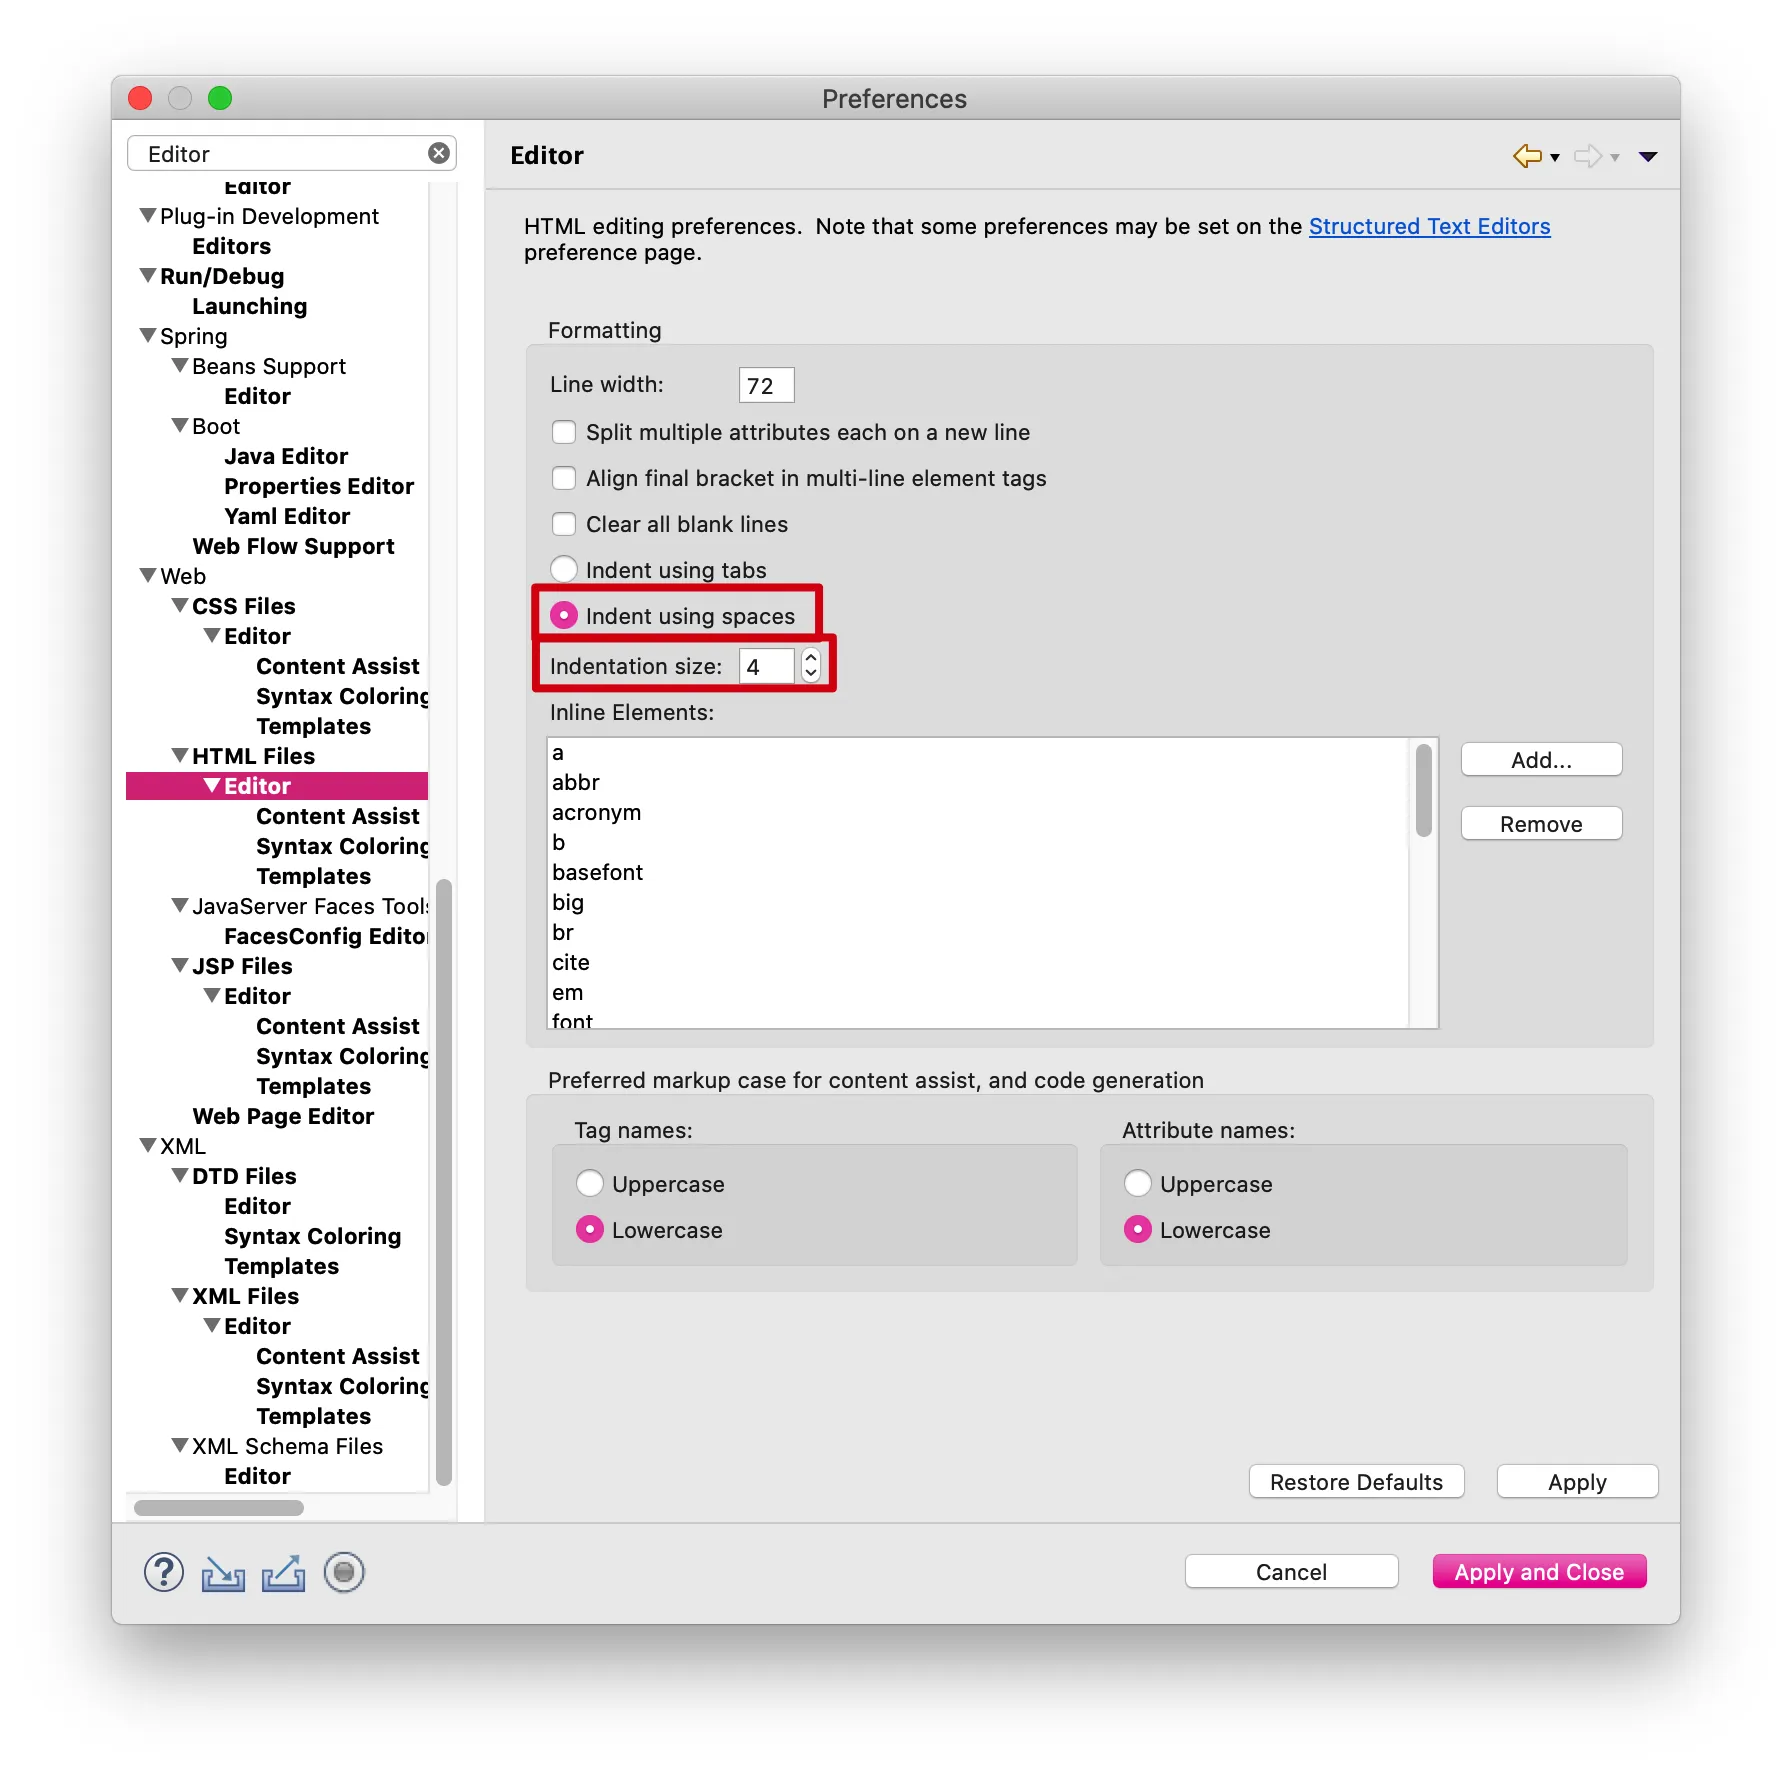 Preferences
Editor
Editor
Plug-in Development
Editors
Run/Debug
Launching
Spring
Beans Support
Editor
Boot
Java Editor
Properties Editor
Yaml Editor
Web Flow Support
Web
CSS Files
Editor
Content Assist
Syntax Coloring
Templates
HTML Files
Editor
Content Assist
Syntax Coloring
Templates
JavaServer Faces Tools
FacesConfig Editor
JSP Files
Editor
Content Assist
Syntax Coloring
Templates
Web Page Editor
XML
DTD Files
Editor
Syntax Coloring
Templates
XML Files
Editor
Content Assist
Syntax Coloring
Templates
XML Schema Files
Editor
Editor
HTML editing preferences.  Note that some preferences may be set on the Structured Text Editors
preference page.
Formatting
Line width: 72
Split multiple attributes each on a new line
Align final bracket in multi-line element tags
Clear all blank lines
Indent using tabs
Indent using spaces
Indentation size: 4
Inline Elements:
a
abbr
acronym
b
basefont
big
br
cite
em
font
Add...
Remove
Preferred markup case for content assist, and code generation
Tag names:
Uppercase
Lowercase
Attribute names:
Uppercase
Lowercase
Restore Defaults
Apply
?
Cancel
Apply and Close